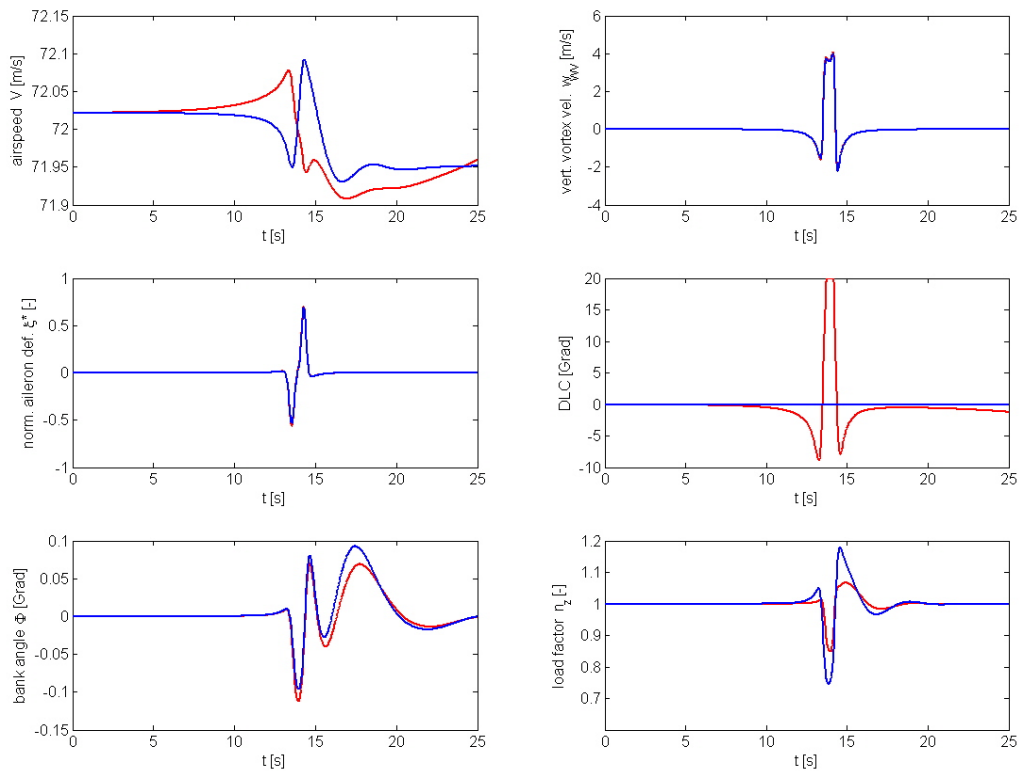 72.15
72.1
72.05
72
71.95
71.9
airspeed V [m/s]
0 5 10 15 20 25
t [s]
6
4
2
0
-2
-4
vert. vortex vel. w_WV [m/s]
0 5 10 15 20 25
t [s]
1
0.5
0
-0.5
-1
norm. aileron def. ξ* [-]
0 5 10 15 20 25
t [s]
20
15
10
5
0
-5
-10
DLC [Grad]
0 5 10 15 20 25
t [s]
0.1
0.05
0
-0.05
-0.1
-0.15
bank angle Φ [Grad]
0 5 10 15 20 25
t [s]
1.2
1.1
1
0.9
0.8
0.7
load factor n_z [-]
0 5 10 15 20 25
t [s]